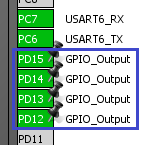 PC7 USART6_RX
PC6 USART6_TX
PD15 GPIO_Output
PD14 GPIO_Output
PD13 GPIO_Output
PD12 GPIO_Output
PD11